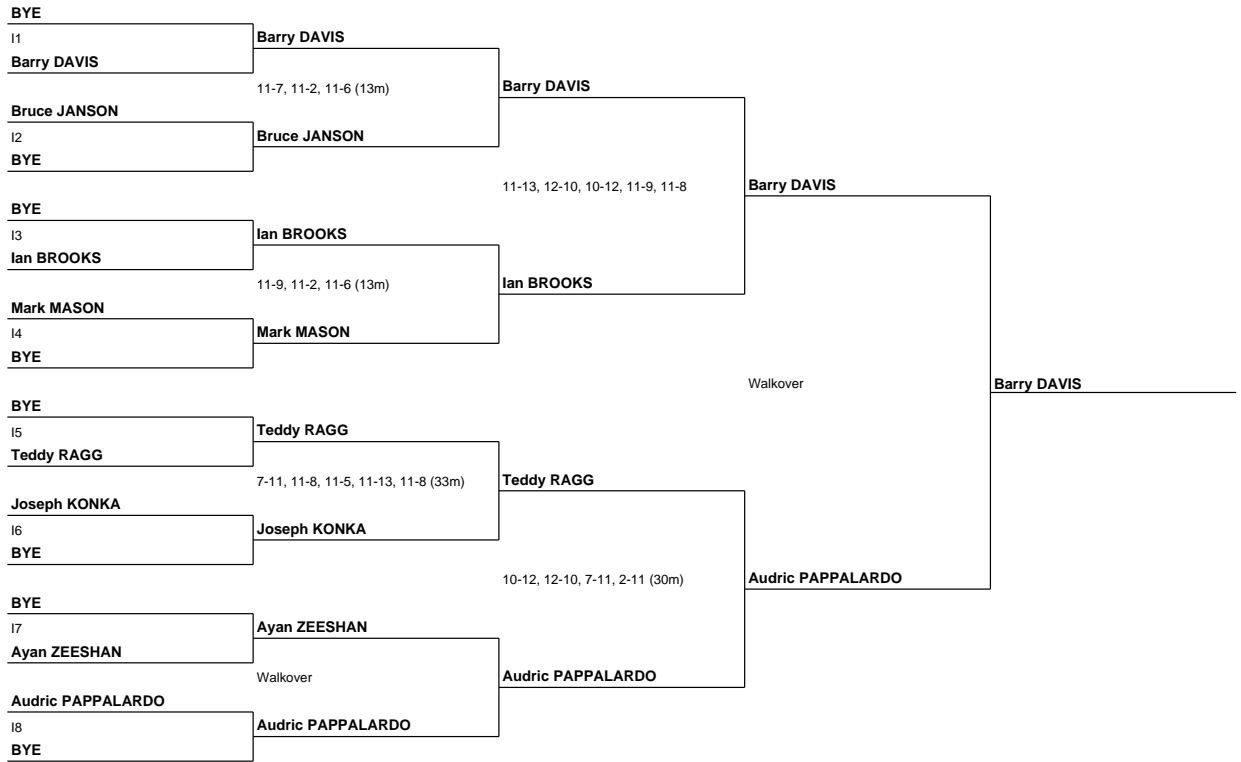 BYE
I1
Barry DAVIS
Bruce JANSON
I2
BYE
BYE
I3
Ian BROOKS
Mark MASON
I4
BYE
BYE
I5
Teddy RAGG
Joseph KONKA
I6
BYE
BYE
I7
Ayan ZEESHAN
Audric PAPPALARDO
I8
BYE
Barry DAVIS
11-7, 11-2, 11-6 (13m)
Bruce JANSON
Ian BROOKS
11-9, 11-2, 11-6 (13m)
Mark MASON
Teddy RAGG
7-11, 11-8, 11-5, 11-13, 11-8 (33m)
Joseph KONKA
Ayan ZEESHAN
Walkover
Audric PAPPALARDO
Barry DAVIS
11-13, 12-10, 10-12, 11-9, 11-8
Ian BROOKS
Teddy RAGG
10-12, 12-10, 7-11, 2-11 (30m)
Audric PAPPALARDO
Barry DAVIS
Walkover
Audric PAPPALARDO
Barry DAVIS